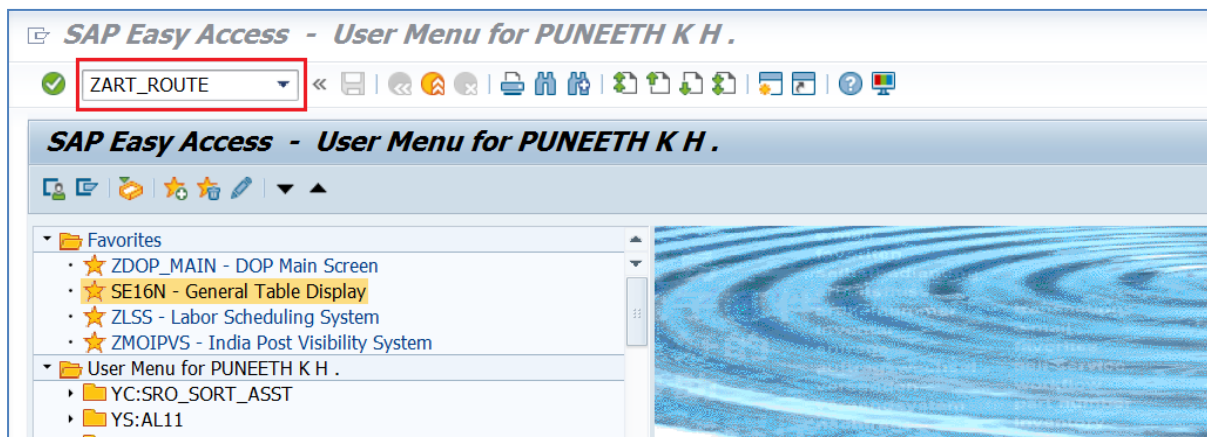 SAP Easy Access - User Menu for PUNEETH K H .
ZART_ROUTE
SAP Easy Access - User Menu for PUNEETH K H .
Favorites
ZDOP_MAIN - DOP Main Screen
SE16N - General Table Display
ZLSS - Labor Scheduling System
ZMOIPVS - India Post Visibility System
User Menu for PUNEETH K H .
YC:SRO_SORT_ASST
YS:AL11